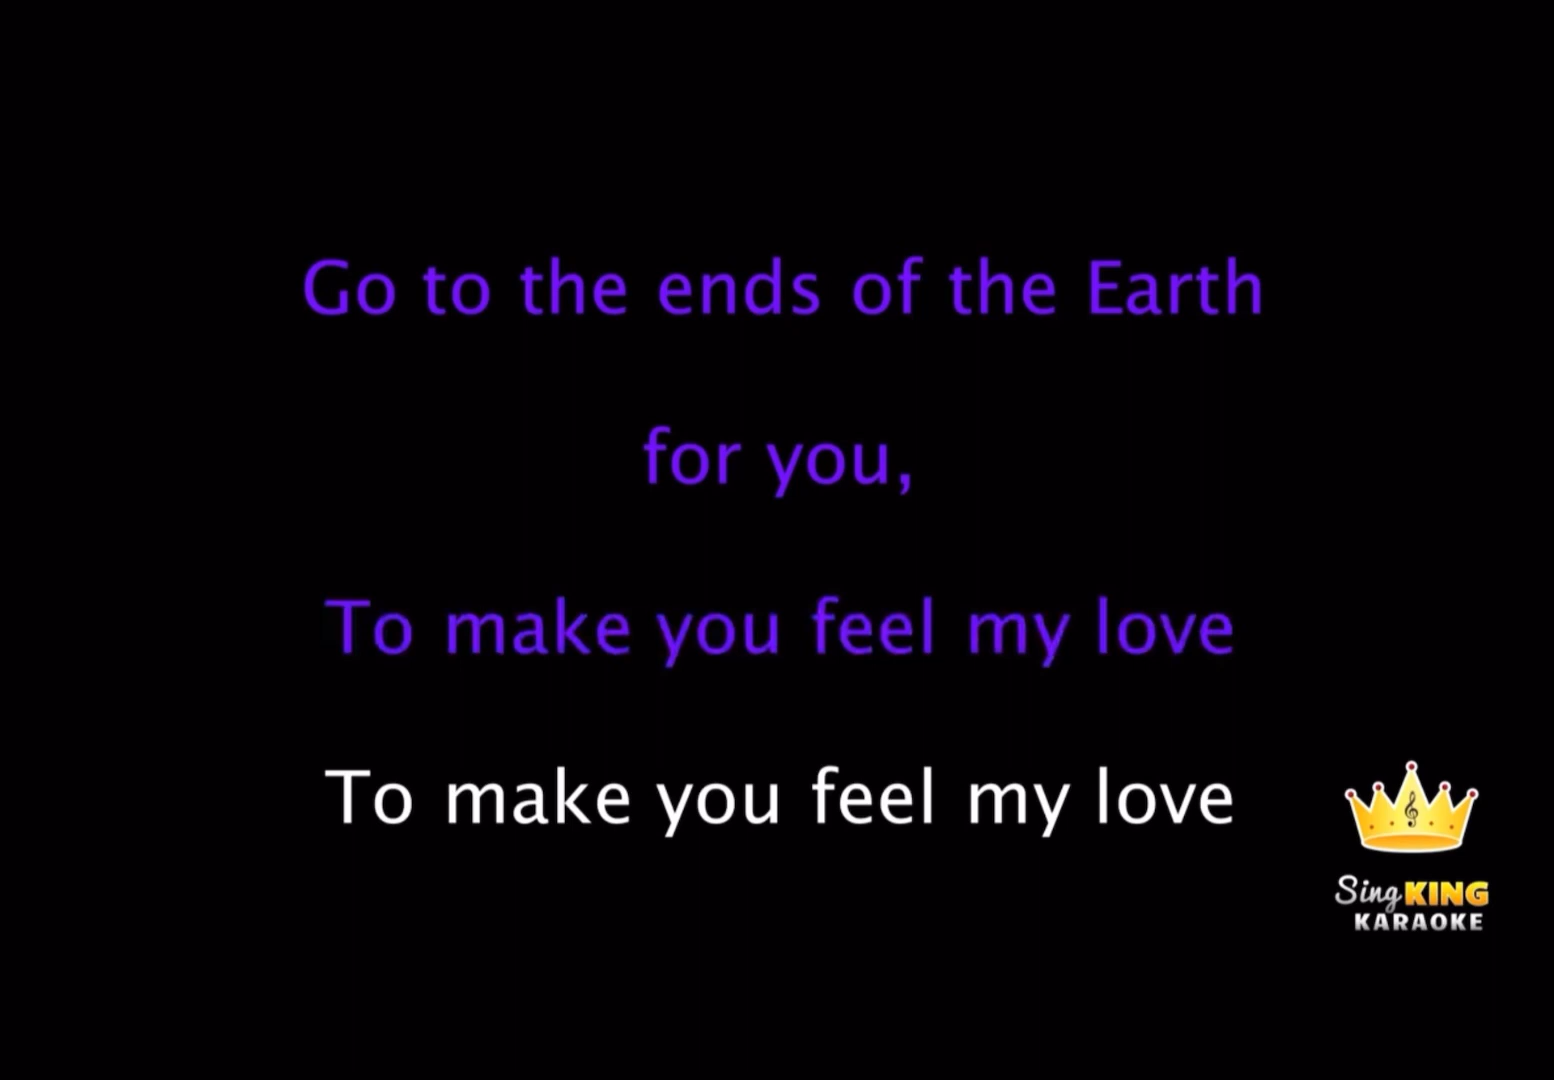 Go to the ends of the Earth
for you,
To make you feel my love
To make you feel my love
Sing KING
KARAOKE